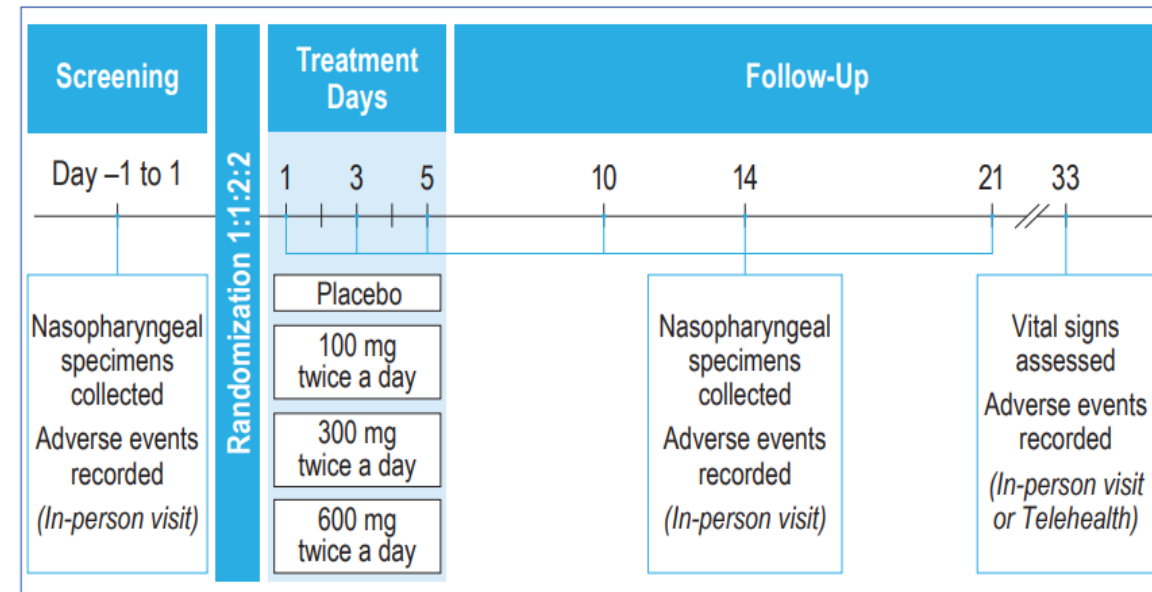 Screening
Randomization 1:1:2:2
Treatment
Days
Follow-Up
Day –1 to 1
1 3 5 10 14 21 33
Nasopharyngeal
specimens
collected
Adverse events
recorded
(In-person visit)
Placebo
100 mg
twice a day
300 mg
twice a day
600 mg
twice a day
Nasopharyngeal
specimens
collected
Adverse events
recorded
(In-person visit)
Vital signs
assessed
Adverse events
recorded
(In-person visit
or Telehealth)